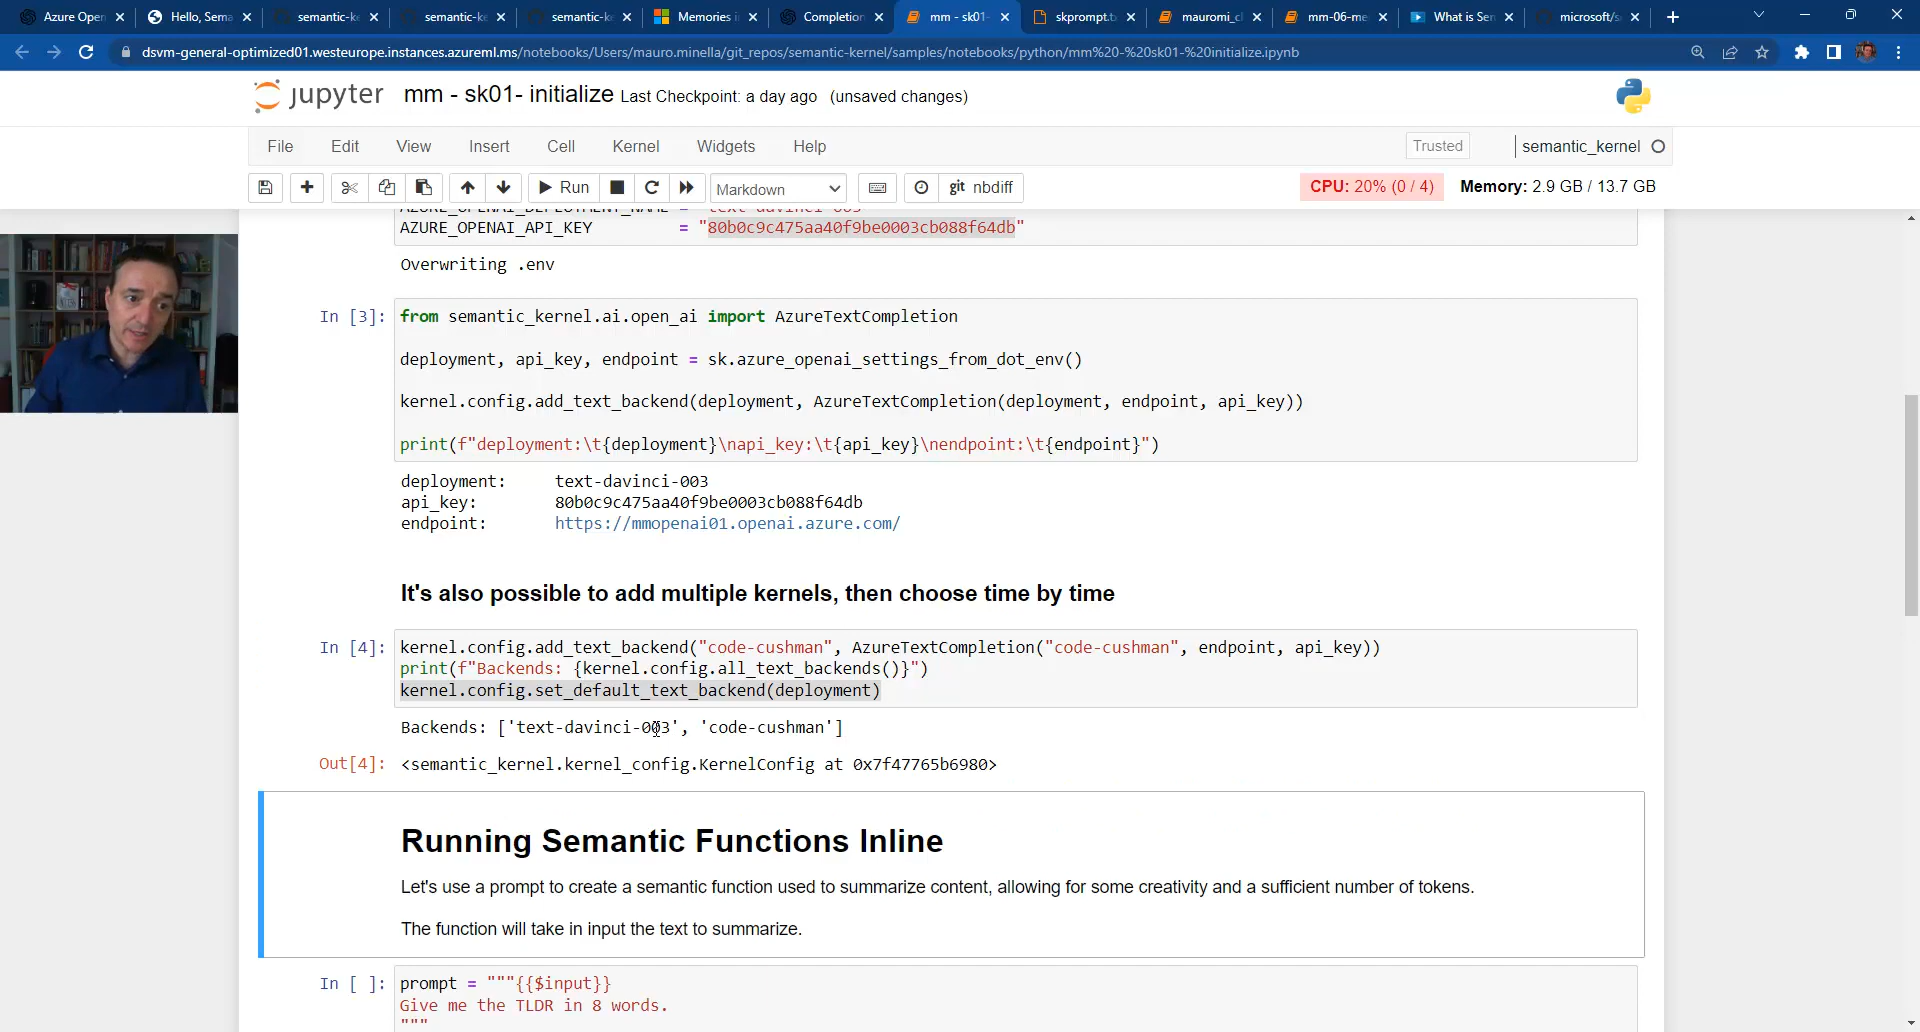 Azure Open
Hello, Sema
semantic-ke
semantic-ke
semantic-ke
Memories i
Completion
mm - sk01-
skprompt.t
mauromi_cl
mm-06-me
What is Sem
microsoft/s
dsvm-general-optimized01.westeurope.instances.azureml.ms/notebooks/Users/mauro.minella/git_repos/semantic-kernel/samples/notebooks/python/mm%20-%20sk01-%20initialize.ipynb
jupyter mm - sk01- initialize Last Checkpoint: a day ago (unsaved changes)
File Edit View Insert Cell Kernel Widgets Help
Trusted
semantic_kernel
Run
Markdown
git nbdiff
CPU: 20% (0 / 4) Memory: 2.9 GB / 13.7 GB
AZURE_OPENAI_DEPLOYMENT_NAME = "text-davinci-003"
AZURE_OPENAI_API_KEY = "80b0c9c475aa40f9be0003cb088f64db"
Overwriting .env
In [3]: from semantic_kernel.ai.open_ai import AzureTextCompletion
deployment, api_key, endpoint = sk.azure_openai_settings_from_dot_env()
kernel.config.add_text_backend(deployment, AzureTextCompletion(deployment, endpoint, api_key))
print(f"deployment:\t{deployment}\napi_key:\t{api_key}\nendpoint:\t{endpoint}")
deployment: text-davinci-003
api_key: 80b0c9c475aa40f9be0003cb088f64db
endpoint: https://mmopenai01.openai.azure.com/
It's also possible to add multiple kernels, then choose time by time
In [4]: kernel.config.add_text_backend("code-cushman", AzureTextCompletion("code-cushman", endpoint, api_key))
print(f"Backends: {kernel.config.all_text_backends()}")
kernel.config.set_default_text_backend(deployment)
Backends: ['text-davinci-003', 'code-cushman']
Out[4]: <semantic_kernel.kernel_config.KernelConfig at 0x7f47765b6980>
Running Semantic Functions Inline
Let's use a prompt to create a semantic function used to summarize content, allowing for some creativity and a sufficient number of tokens.
The function will take in input the text to summarize.
In [ ]: prompt = """{{$input}}
Give me the TLDR in 8 words.
"""